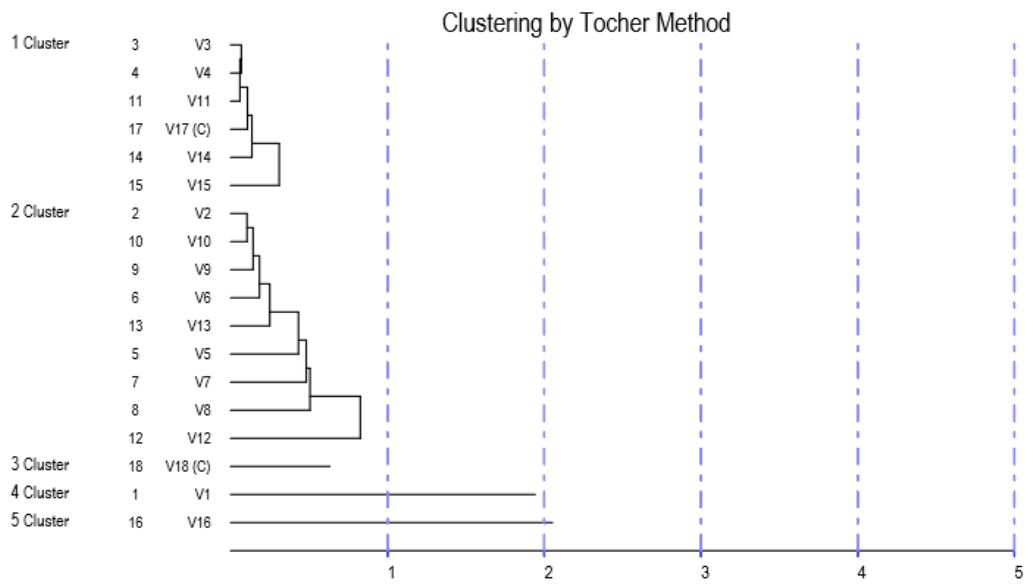 Clustering by Tocher Method
1 Cluster 3 V3
4 V4
11 V11
17 V17 (C)
14 V14
15 V15
2 Cluster 2 V2
10 V10
9 V9
6 V6
13 V13
5 V5
7 V7
8 V8
12 V12
3 Cluster 18 V18 (C)
4 Cluster 1 V1
5 Cluster 16 V16
1 2 3 4 5